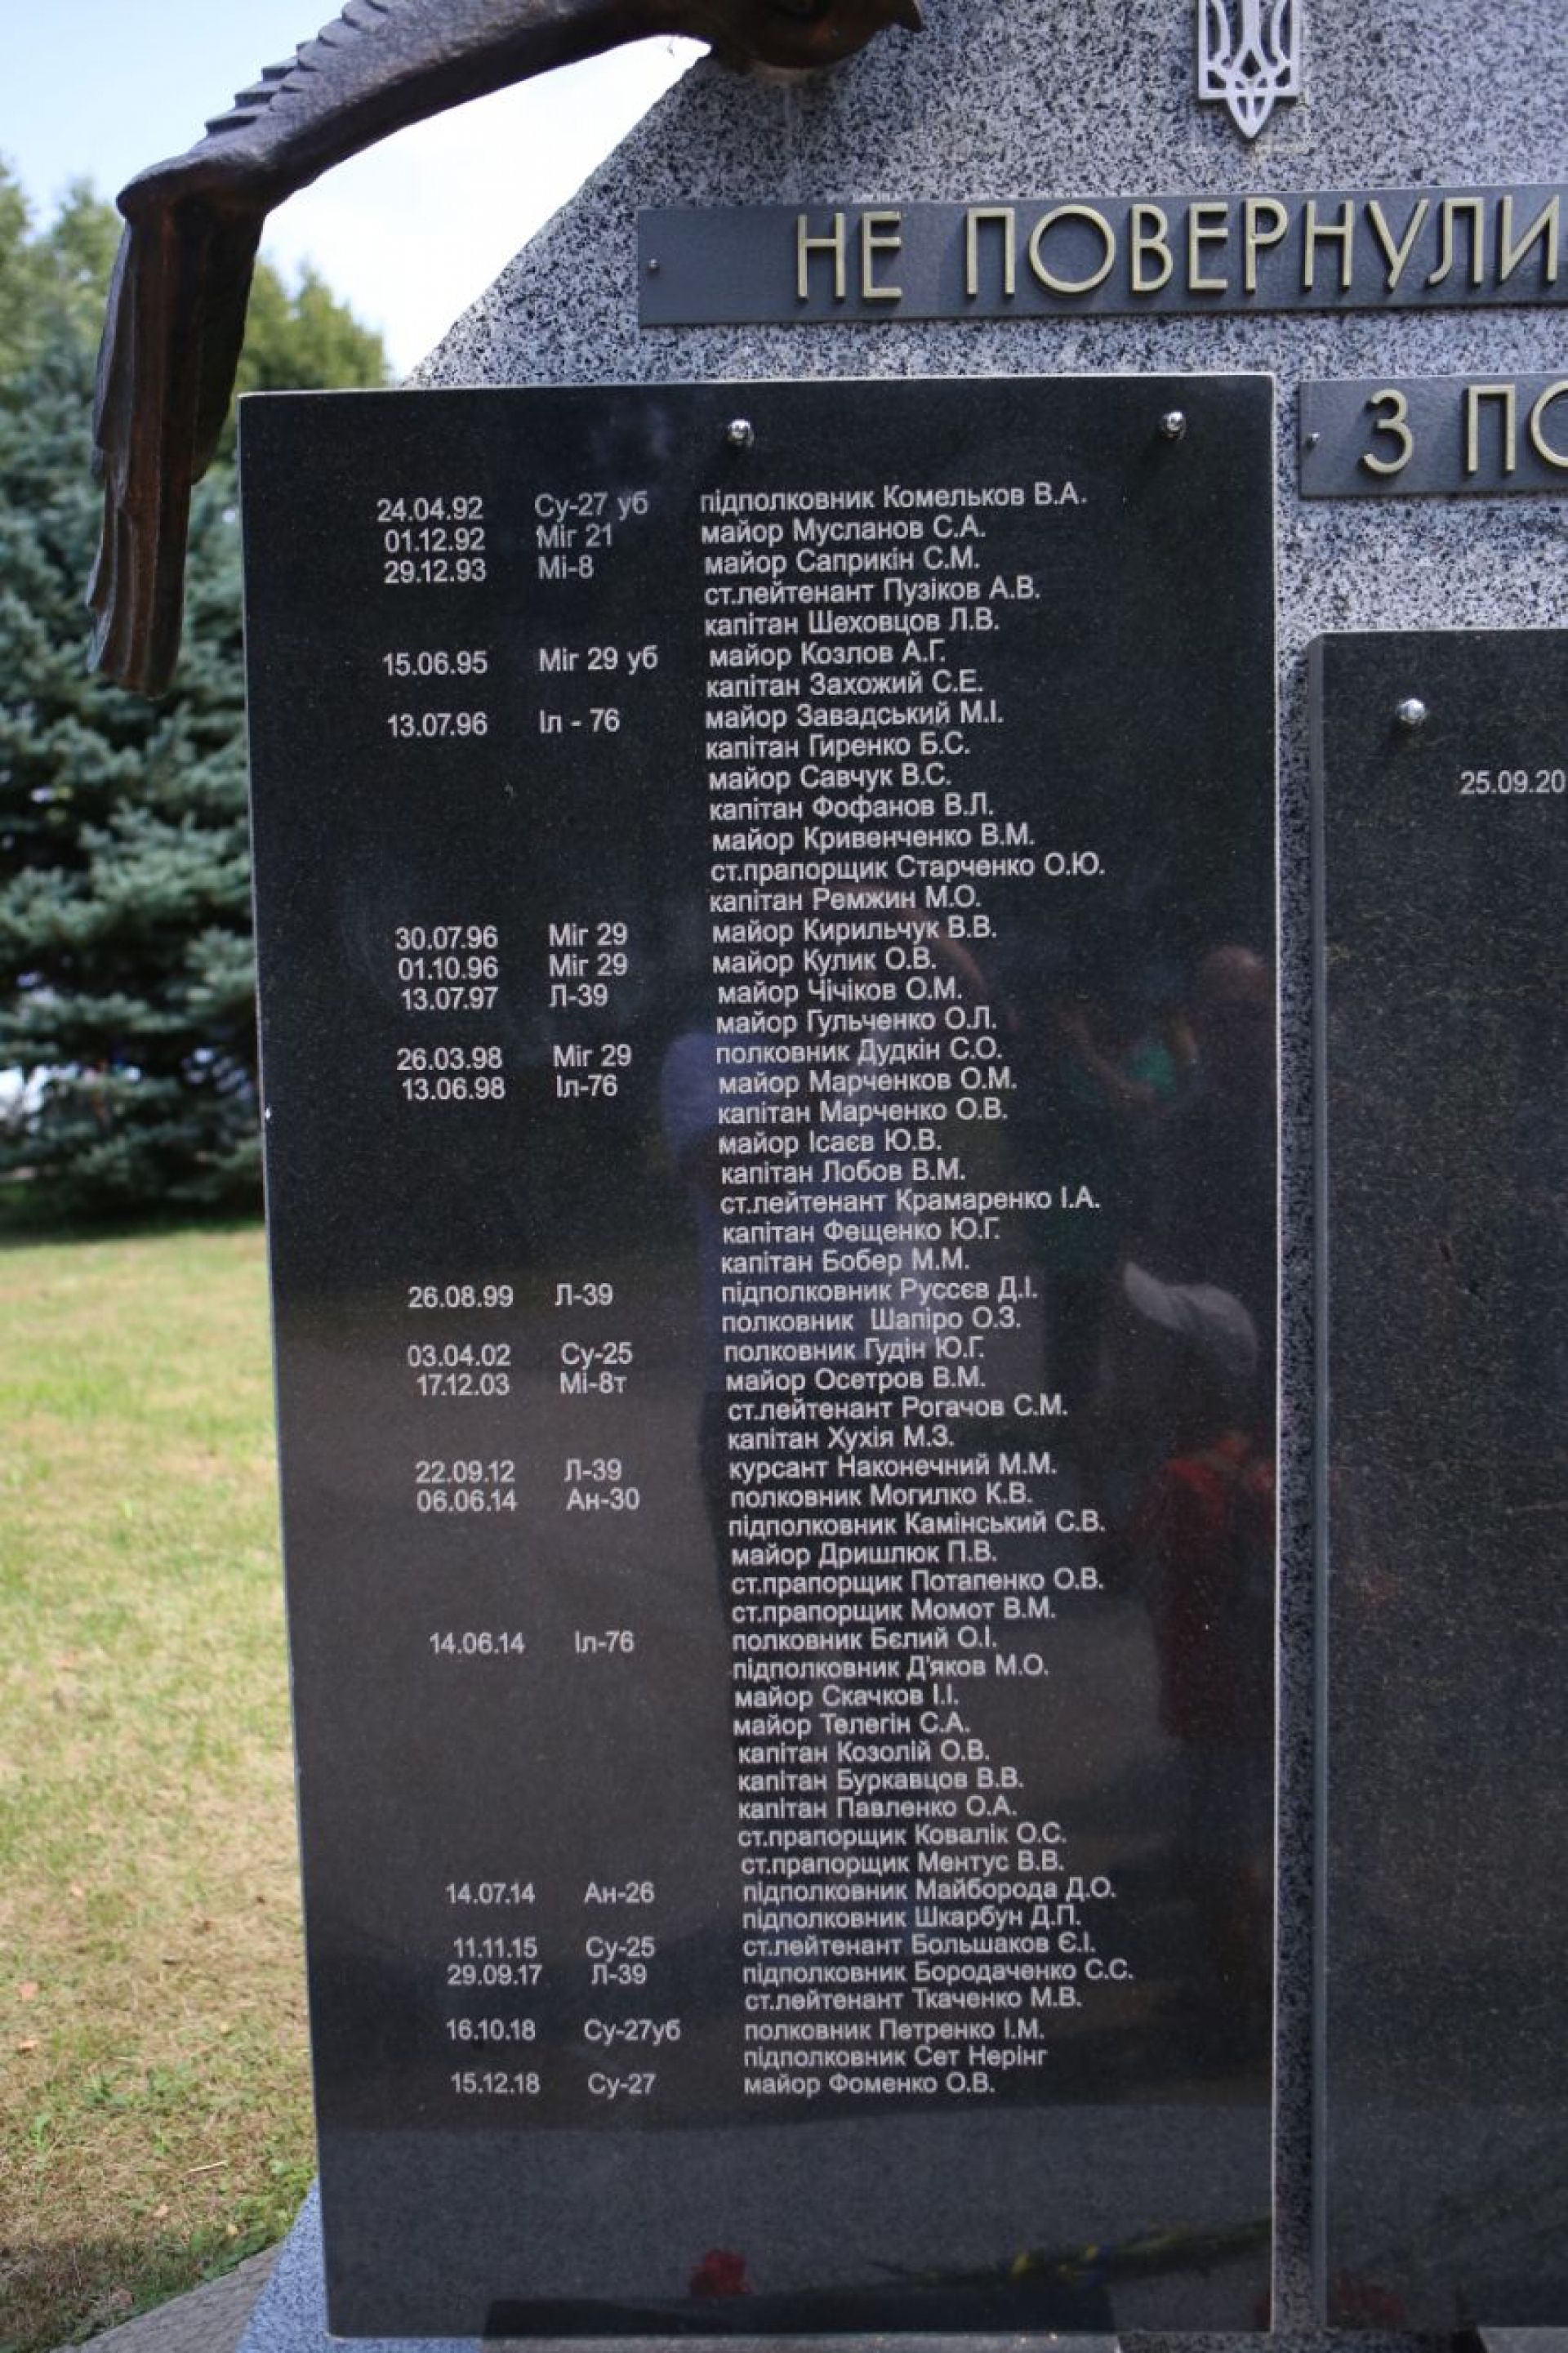 НЕ ПОВЕРНУЛИ
З ПО
24.04.92 Су-27 уб підполковник Комельков В.А.
01.12.92 Міг 21 майор Мусланов С.А.
29.12.93 Мі-8 майор Саприкін С.М.
ст.лейтенант Пузіков А.В.
капітан Шеховцов Л.В.
15.06.95 Міг 29 уб майор Козлов А.Г.
капітан Захожий С.Е.
13.07.96 Іл - 76 майор Завадський М.І.
капітан Гиренко Б.С.
майор Савчук В.С.
капітан Фофанов В.Л.
майор Кривенченко В.М.
ст.прапорщик Старченко О.Ю.
капітан Ремжин М.О.
30.07.96 Міг 29 майор Кирильчук В.В.
01.10.96 Міг 29 майор Кулик О.В.
13.07.97 Л-39 майор Чічіков О.М.
майор Гульченко О.Л.
26.03.98 Міг 29 полковник Дудкін С.О.
13.06.98 Іл-76 майор Марченков О.М.
капітан Марченко О.В.
майор Ісаєв Ю.В.
капітан Лобов В.М.
ст.лейтенант Крамаренко І.А.
капітан Фещенко Ю.Г.
капітан Бобер М.М.
26.08.99 Л-39 підполковник Руссєв Д.І.
полковник Шапіро О.З.
03.04.02 Су-25 полковник Гудін Ю.Г.
17.12.03 Мі-8т майор Осетров В.М.
ст.лейтенант Рогачов С.М.
капітан Хухія М.З.
22.09.12 Л-39 курсант Наконечний М.М.
06.06.14 Ан-30 полковник Могилко К.В.
підполковник Камінський С.В.
майор Дришлюк П.В.
ст.прапорщик Потапенко О.В.
ст.прапорщик Момот В.М.
14.06.14 Іл-76 полковник Бєлий О.І.
підполковник Д'яков М.О.
майор Скачков І.І.
майор Телегін С.А.
капітан Козолій О.В.
капітан Буркавцов В.В.
капітан Павленко О.А.
ст.прапорщик Ковалік О.С.
ст.прапорщик Ментус В.В.
14.07.14 Ан-26 підполковник Майборода Д.О.
підполковник Шкарбун Д.П.
11.11.15 Су-25 ст.лейтенант Большаков Є.І.
29.09.17 Л-39 підполковник Бородаченко С.С.
ст.лейтенант Ткаченко М.В.
16.10.18 Су-27уб полковник Петренко І.М.
підполковник Сет Нерінг
15.12.18 Су-27 майор Фоменко О.В.
25.09.20